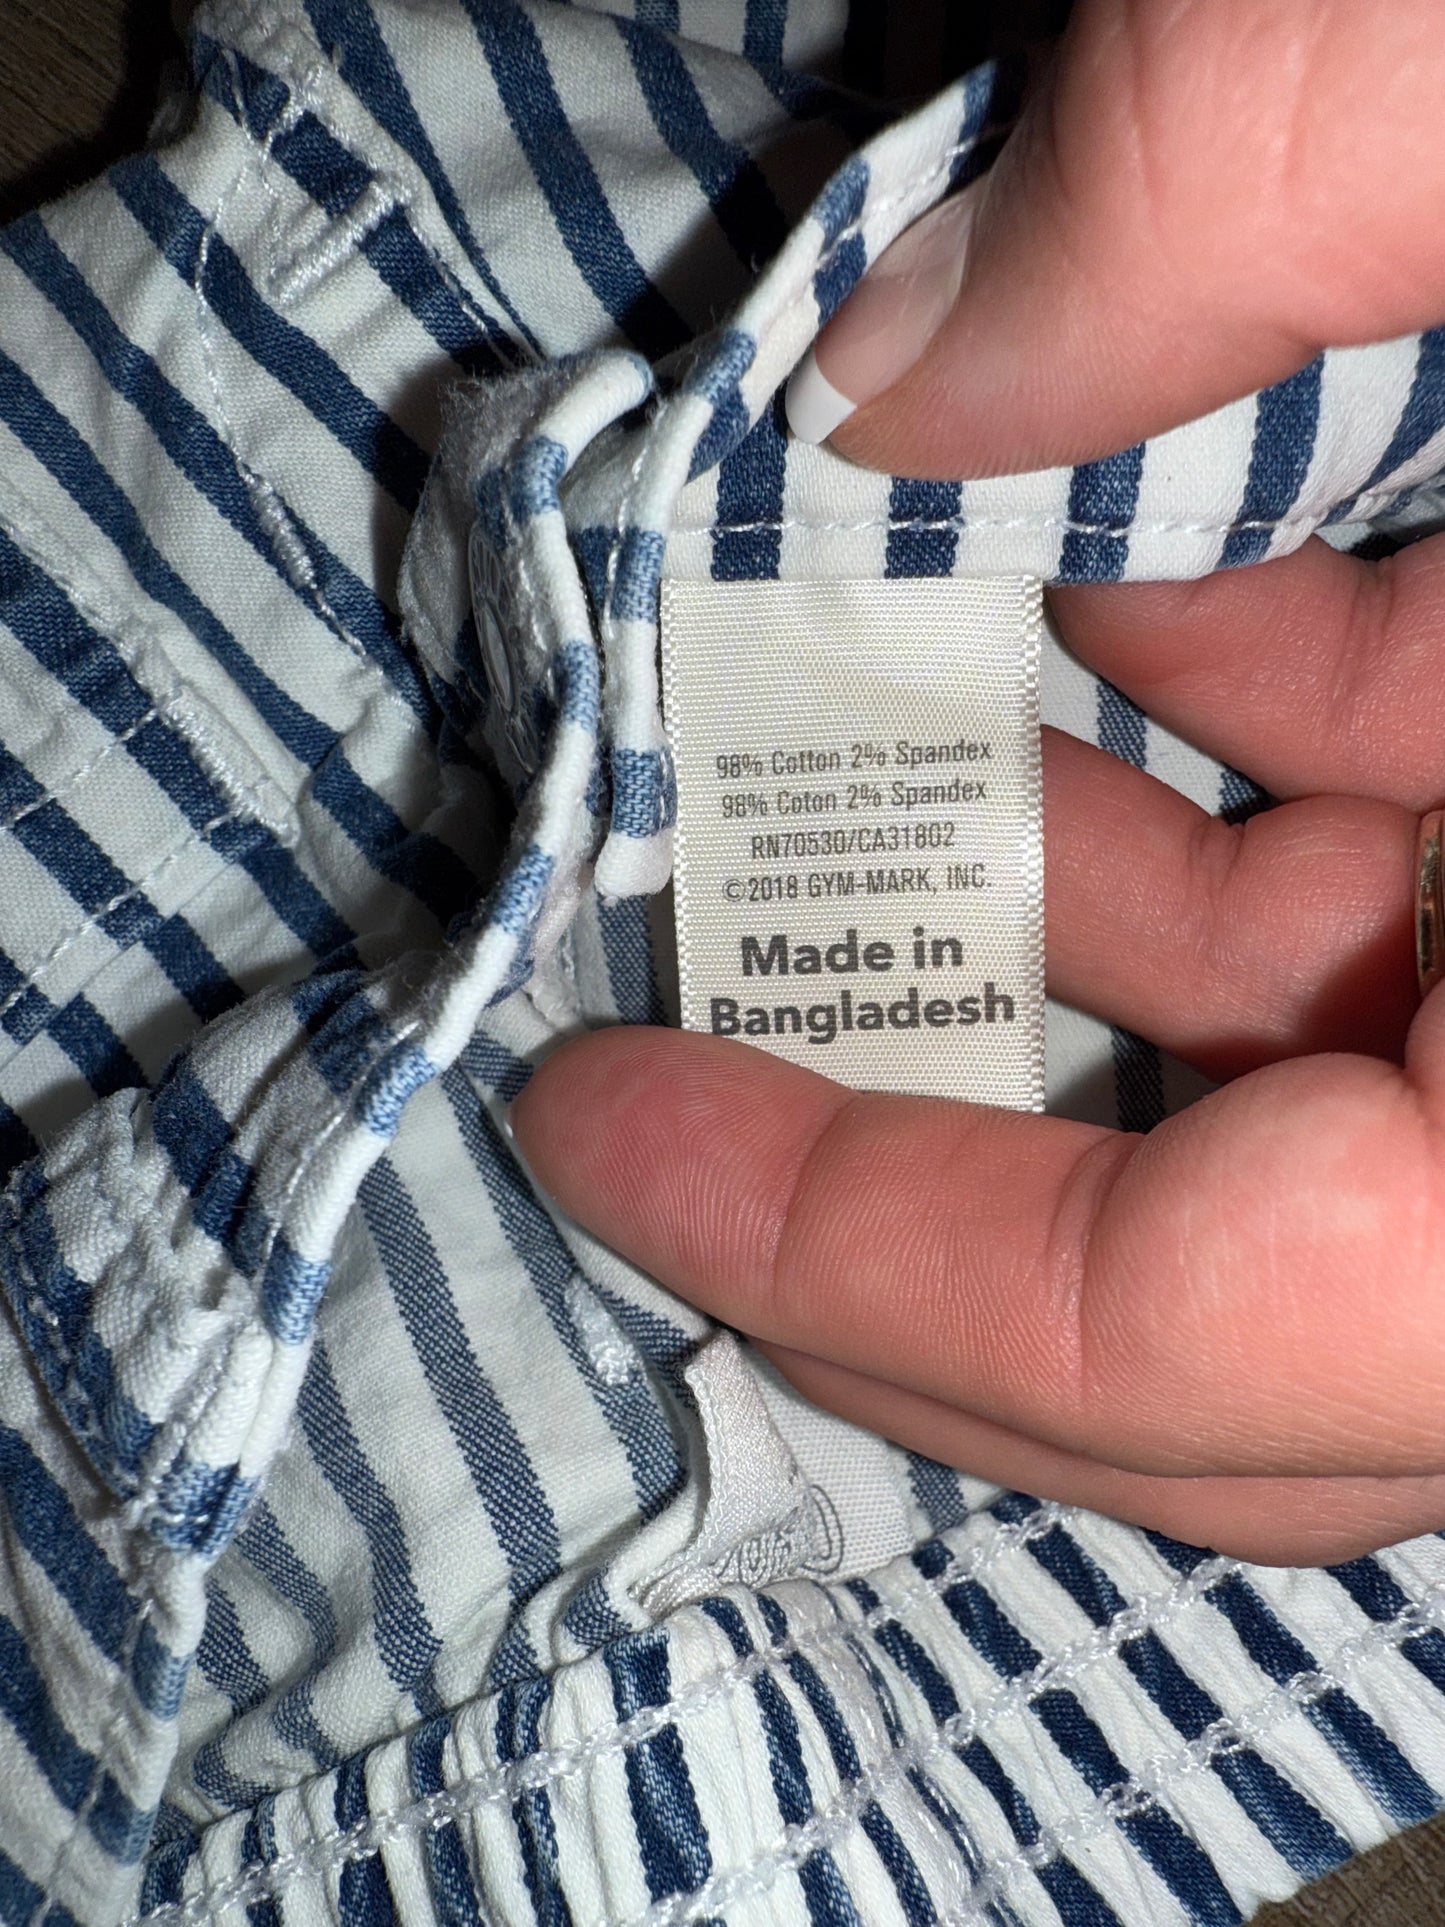 98% Cotton 2% Spandex
98% Coton 2% Spandex
RN70530/CA31802
©2018 GYM-MARK, INC.
Made in
Bangladesh